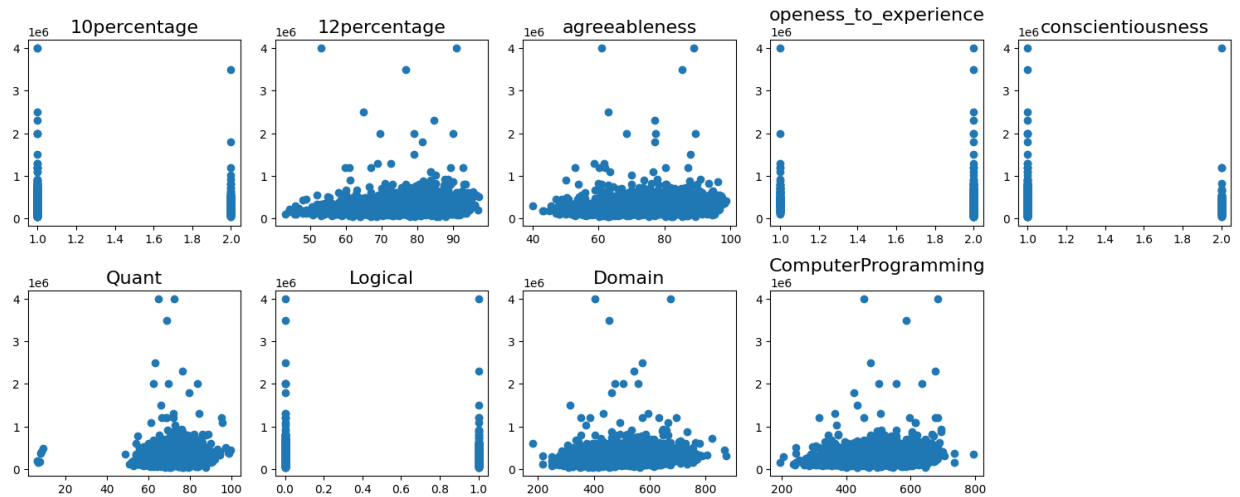 10percentage
12percentage
agreeableness
openess_to_experience
conscientiousness
1e6
1e6
1e6
1e6
1e6
4
4
4
4
4
3
3
3
3
3
2
2
2
2
2
1
1
1
1
1
0
0
0
0
0
1.0 1.2 1.4 1.6 1.8 2.0
50 60 70 80 90
40 60 80 100
1.0 1.2 1.4 1.6 1.8 2.0
1.0 1.2 1.4 1.6 1.8 2.0
Quant
Logical
Domain
ComputerProgramming
1e6
1e6
1e6
1e6
4
4
4
4
3
3
3
3
2
2
2
2
1
1
1
1
0
0
0
0
20 40 60 80 100
0.0 0.2 0.4 0.6 0.8 1.0
200 400 600 800
200 400 600 800